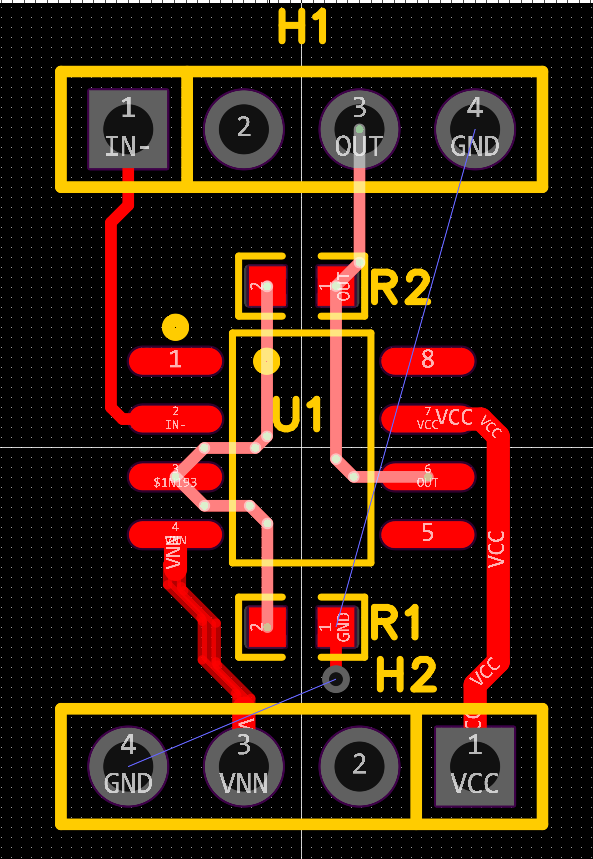 H1
1
IN-
2
3
OUT
4
GND
2
1
OUT
R2
1
8
U1
2
IN-
7
VCC
VCC
VCC
3
$1N193
6
OUT
4
VNN
VNN
5
VCC
2
1
GND
R1
H2
VCC
4
GND
3
VNN
2
1
VCC